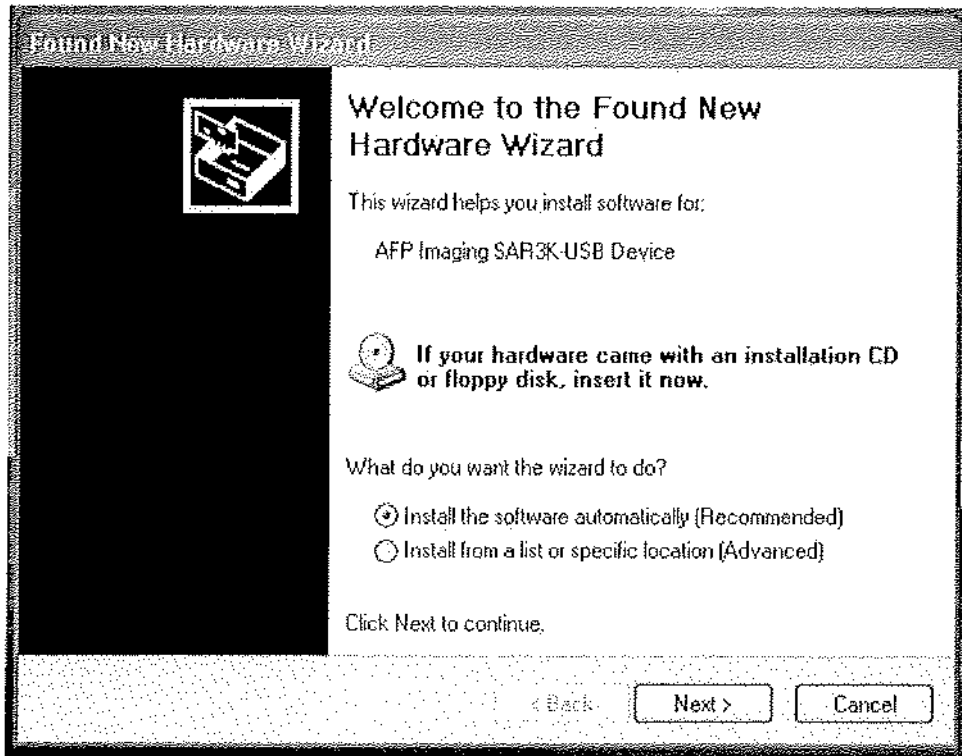 Found New Hardware Wizard
Welcome to the Found New
Hardware Wizard
This wizard helps you install software for:
AFP Imaging SAR3K-USB Device
If your hardware came with an installation CD
or floppy disk, insert it now.
What do you want the wizard to do?
Install the software automatically (Recommended)
Install from a list or specific location (Advanced)
Click Next to continue.
< Back
Next >
Cancel